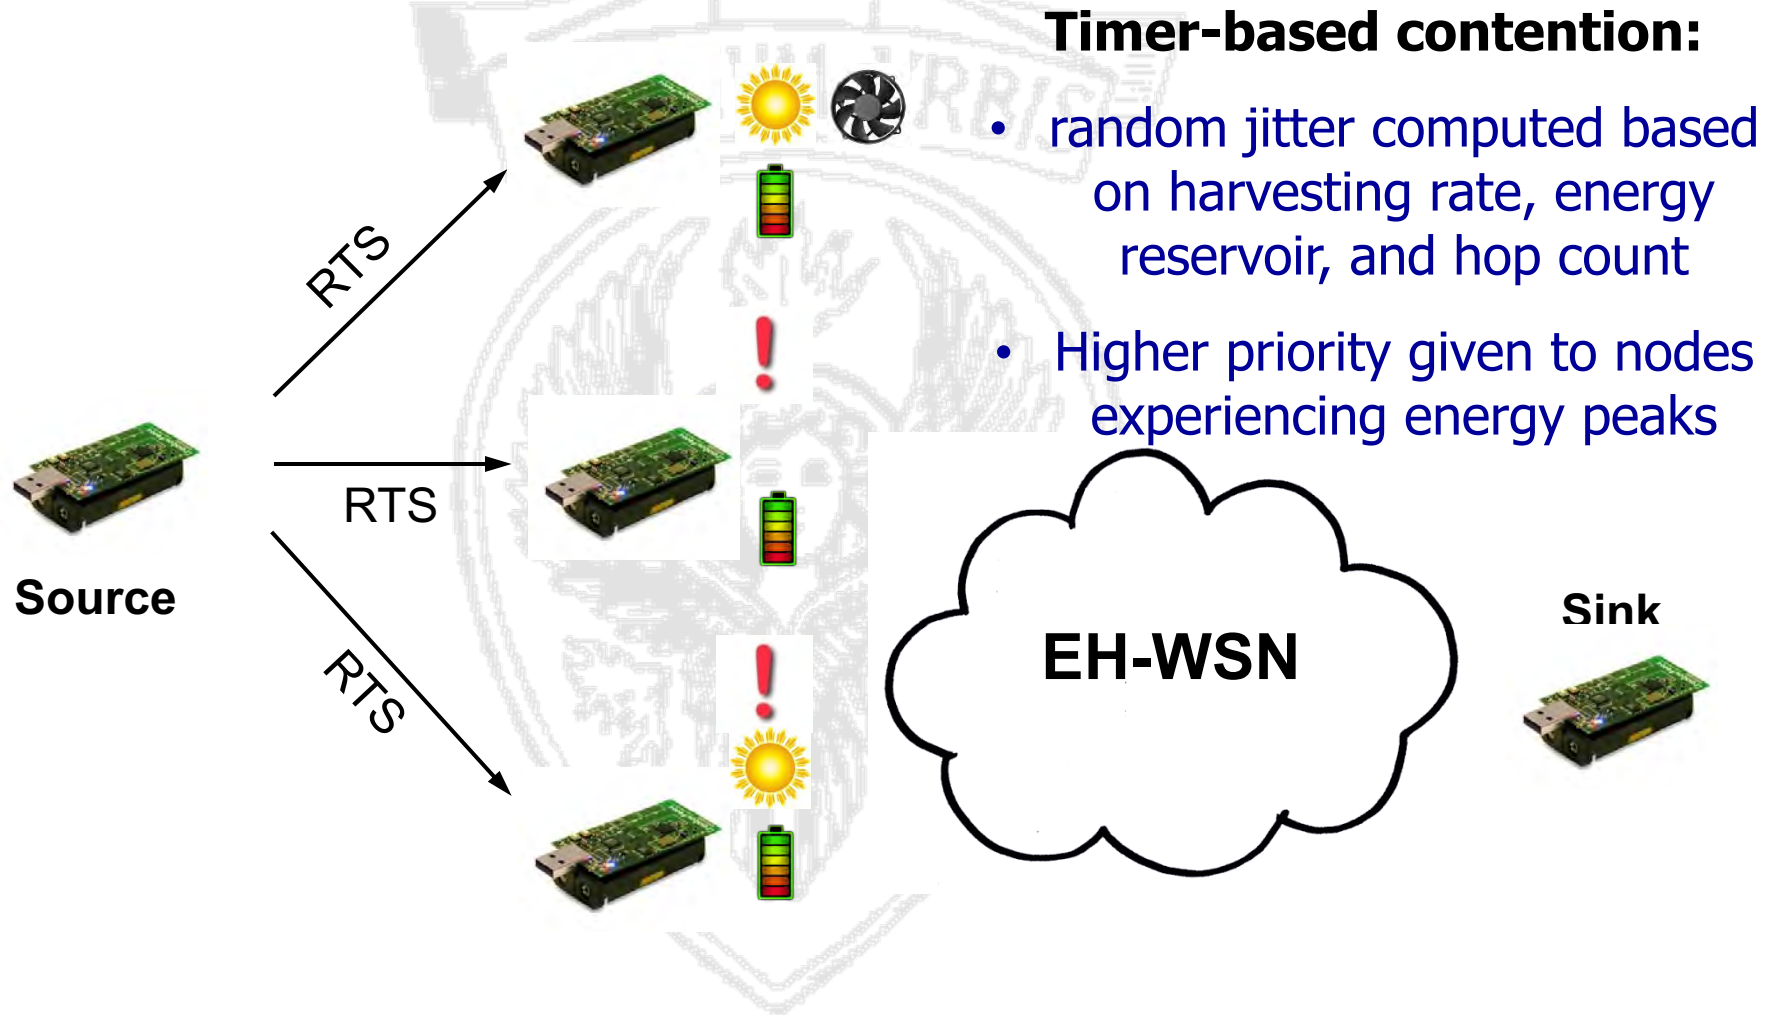 Timer-based contention:
• random jitter computed based
on harvesting rate, energy
reservoir, and hop count
• Higher priority given to nodes
experiencing energy peaks
RTS
RTS
RTS
Source
EH-WSN
Sink